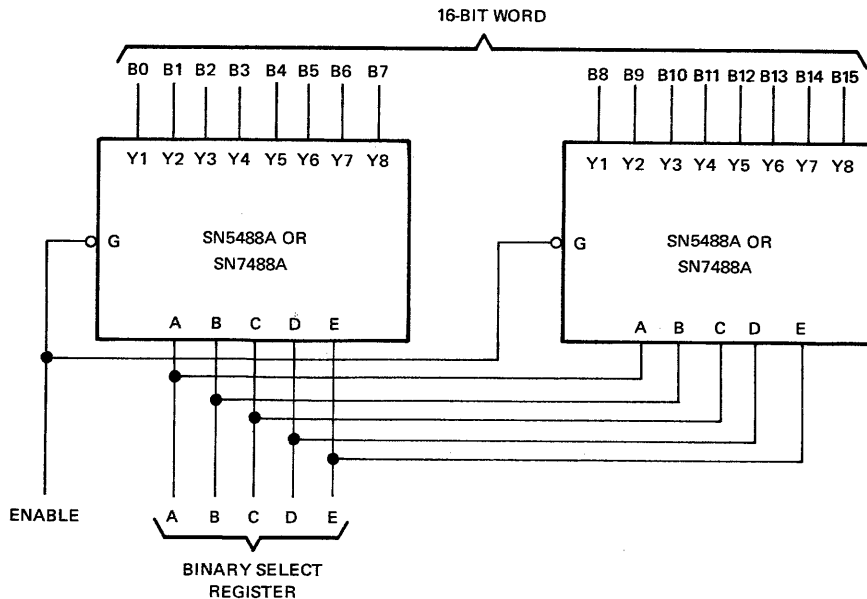 16-BIT WORD
B0 B1 B2 B3 B4 B5 B6 B7
B8 B9 B10 B11 B12 B13 B14 B15
Y1 Y2 Y3 Y4 Y5 Y6 Y7 Y8
Y1 Y2 Y3 Y4 Y5 Y6 Y7 Y8
G
SN5488A OR
SN7488A
G
SN5488A OR
SN7488A
A B C D E
A B C D E
ENABLE
A B C D E
BINARY SELECT
REGISTER